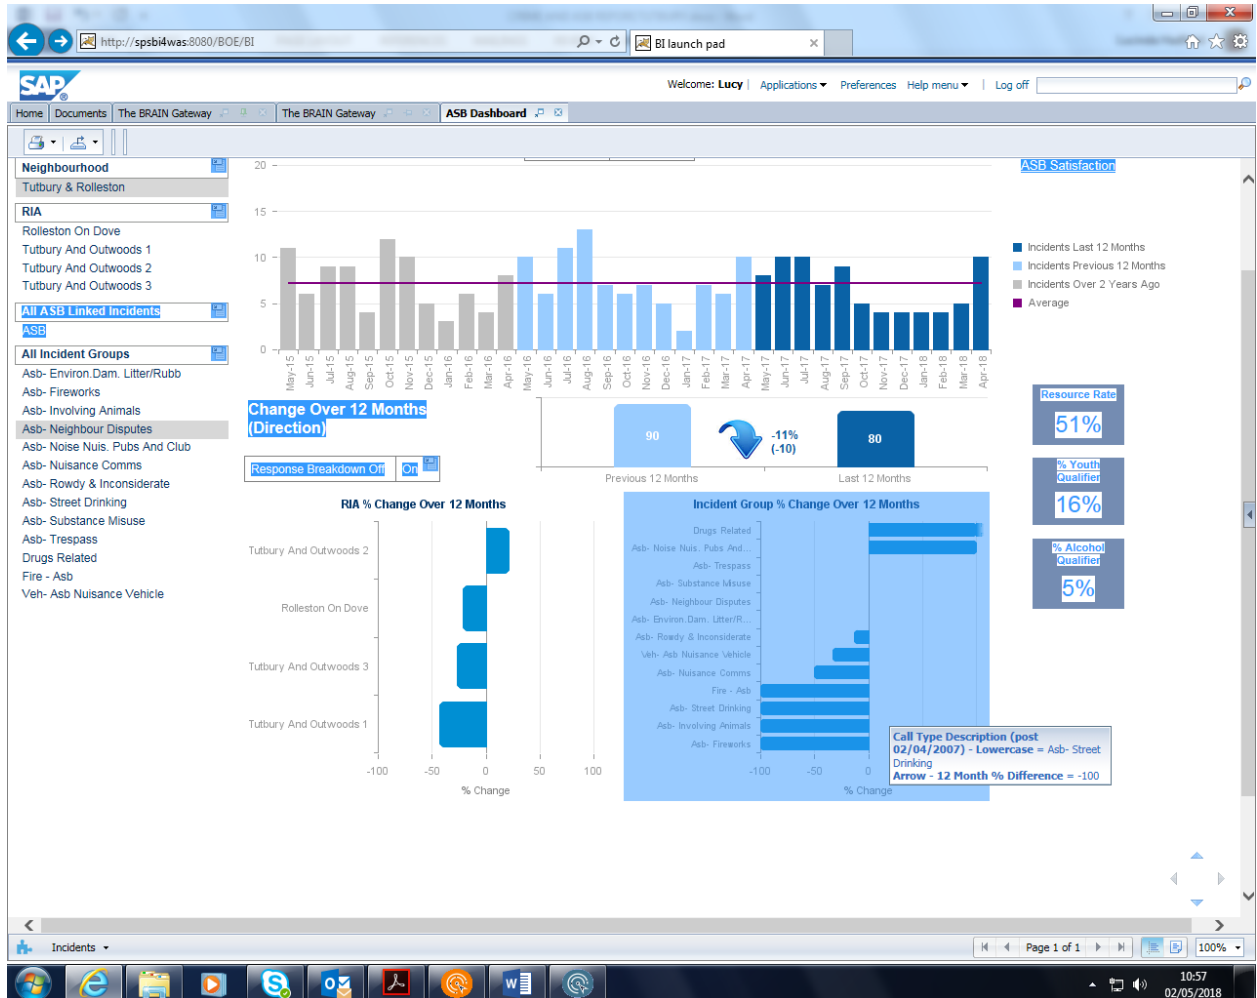 http://spsbi4was:8080/BOE/BI
BI launch pad
SAP
Welcome: Lucy | Applications Preferences Help menu | Log off
Home Documents The BRAIN Gateway The BRAIN Gateway ASB Dashboard
Neighbourhood
Tutbury & Rolleston
RIA
Rolleston On Dove
Tutbury And Outwoods 1
Tutbury And Outwoods 2
Tutbury And Outwoods 3
All ASB Linked Incidents
ASB
All Incident Groups
Asb- Environ.Dam. Litter/Rubb
Asb- Fireworks
Asb- Involving Animals
Asb- Neighbour Disputes
Asb- Noise Nuis. Pubs And Club
Asb- Nuisance Comms
Asb- Rowdy & Inconsiderate
Asb- Street Drinking
Asb- Substance Misuse
Asb- Trespass
Drugs Related
Fire - Asb
Veh- Asb Nuisance Vehicle
20
15
10
5
0
May-15 Jun-15 Jul-15 Aug-15 Sep-15 Oct-15 Nov-15 Dec-15 Jan-16 Feb-16 Mar-16 Apr-16 May-16 Jun-16 Jul-16 Aug-16 Sep-16 Oct-16 Nov-16 Dec-16 Jan-17 Feb-17 Mar-17 Apr-17 May-17 Jun-17 Jul-17 Aug-17 Sep-17 Oct-17 Nov-17 Dec-17 Jan-18 Feb-18 Mar-18 Apr-18
ASB Satisfaction
Incidents Last 12 Months
Incidents Previous 12 Months
Incidents Over 2 Years Ago
Average
Change Over 12 Months
(Direction)
Response Breakdown Off On
90
-11%
(-10)
80
Previous 12 Months Last 12 Months
Resource Rate
51%
% Youth
Qualifier
16%
% Alcohol
Qualifier
5%
RIA % Change Over 12 Months
Tutbury And Outwoods 2
Rolleston On Dove
Tutbury And Outwoods 3
Tutbury And Outwoods 1
-100 -50 0 50 100
% Change
Incident Group % Change Over 12 Months
Drugs Related
Asb- Noise Nuis. Pubs And...
Asb- Trespass
Asb- Substance Misuse
Asb- Neighbour Disputes
Asb- Environ.Dam. Litter/R...
Asb- Rowdy & Inconsiderate
Veh- Asb Nuisance Vehicle
Asb- Nuisance Comms
Fire - Asb
Asb- Street Drinking
Asb- Involving Animals
Asb- Fireworks
-100 -50 0
% Change
Call Type Description (post
02/04/2007) - Lowercase = Asb- Street
Drinking
Arrow - 12 Month % Difference = -100
Incidents
Page 1 of 1
100%
10:57
02/05/2018